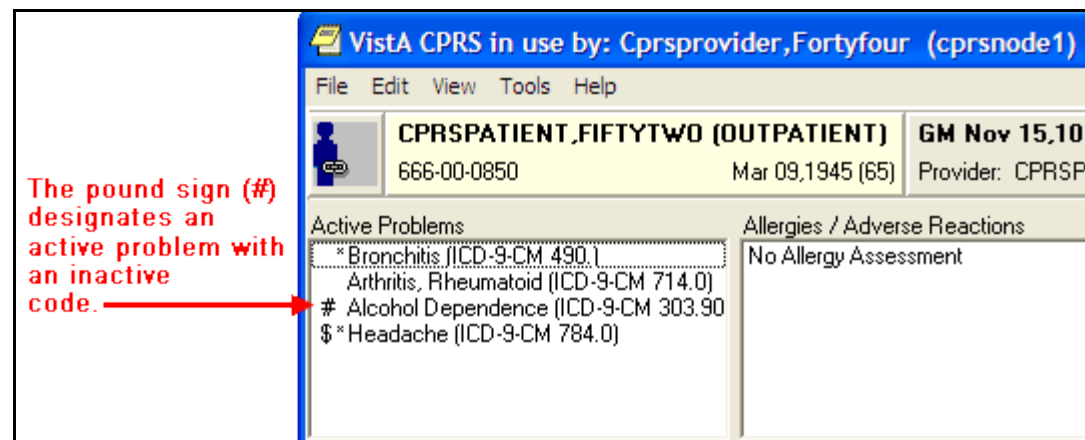 VistA CPRS in use by: Cprsprovider,Fortyfour (cprsnode1)
File Edit View Tools Help
CPRSPATIENT,FIFTYTWO (OUTPATIENT)
666-00-0850 Mar 09,1945 (65)
GM Nov 15,10
Provider: CPRSP
The pound sign (#)
designates an
active problem with
an inactive
code.
Active Problems
*Bronchitis (ICD-9-CM 490.)
Arthritis, Rheumatoid (ICD-9-CM 714.0)
# Alcohol Dependence (ICD-9-CM 303.90
$*Headache (ICD-9-CM 784.0)
Allergies / Adverse Reactions
No Allergy Assessment